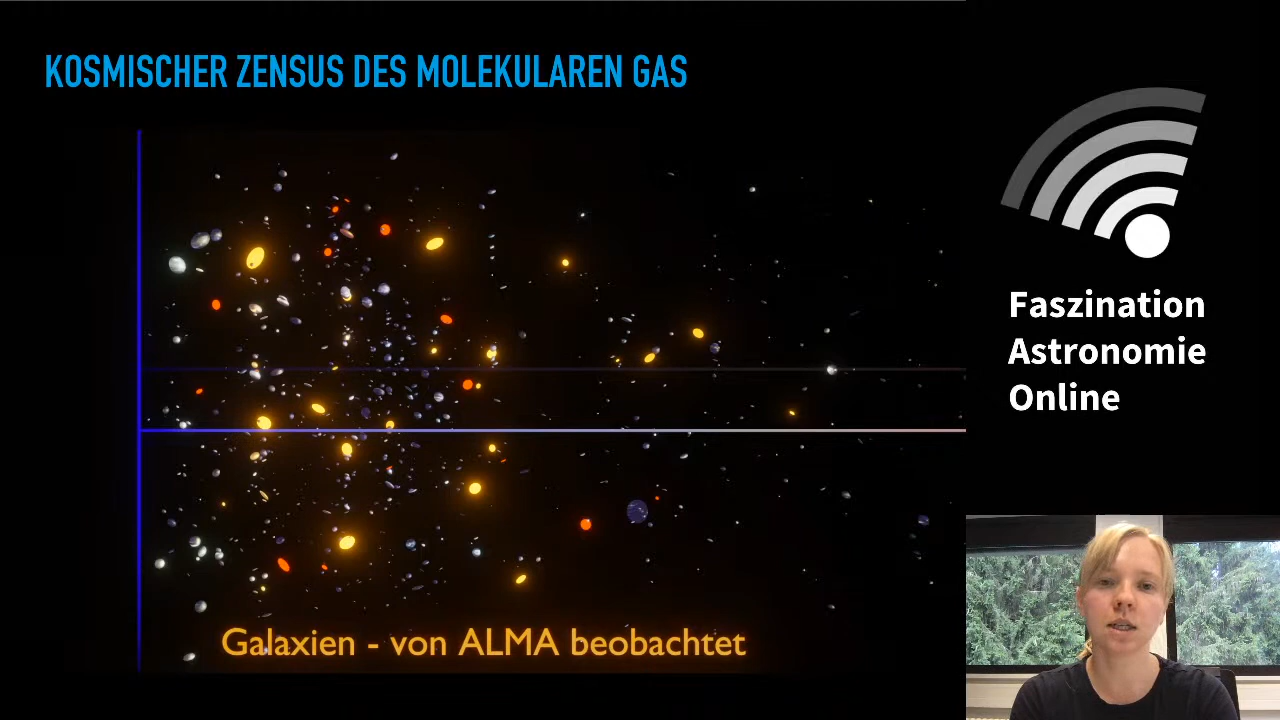 KOSMISCHER ZENSUS DES MOLEKULAREN GAS
Faszination
Astronomie
Online
Galaxien - von ALMA beobachtet